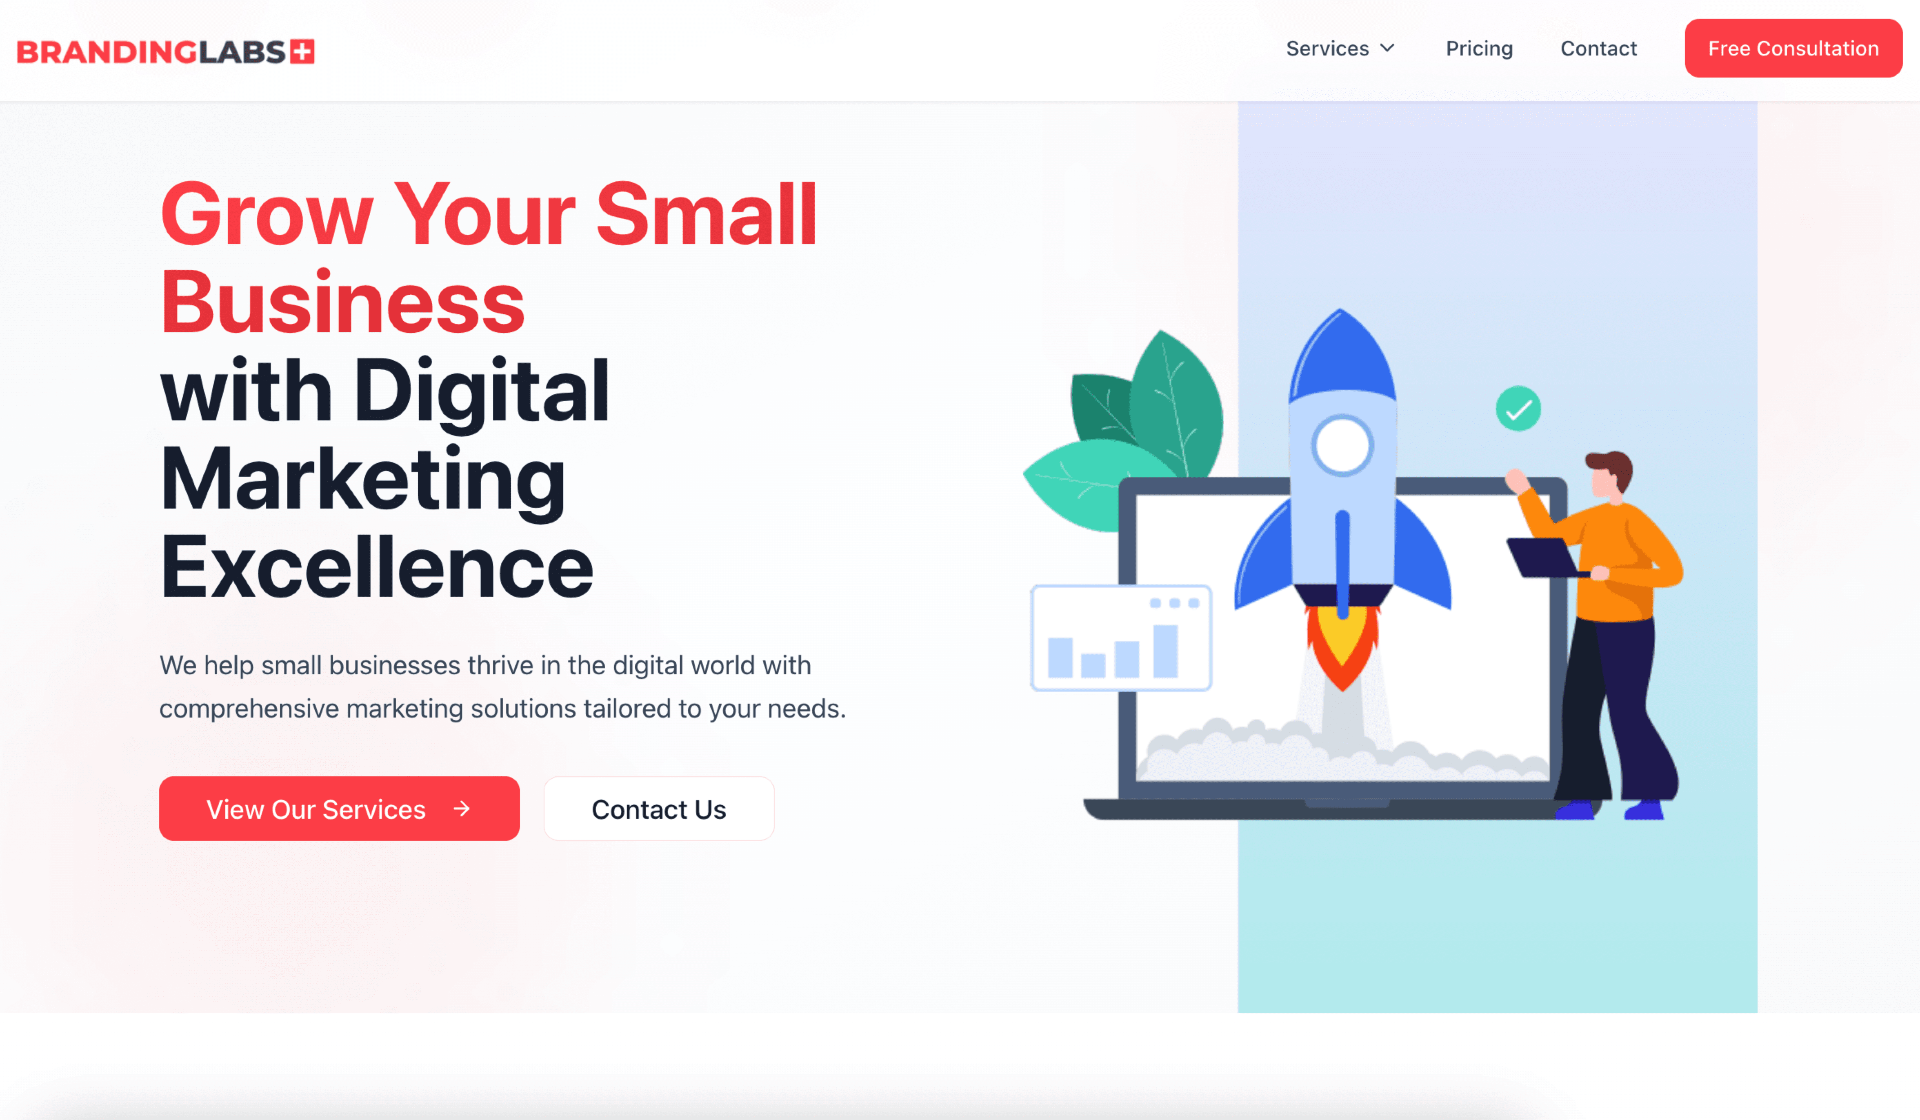 BRANDINGLABS
Services
Pricing
Contact
Free Consultation
Grow Your Small
Business
with Digital
Marketing
Excellence
We help small businesses thrive in the digital world with
comprehensive marketing solutions tailored to your needs.
View Our Services →
Contact Us